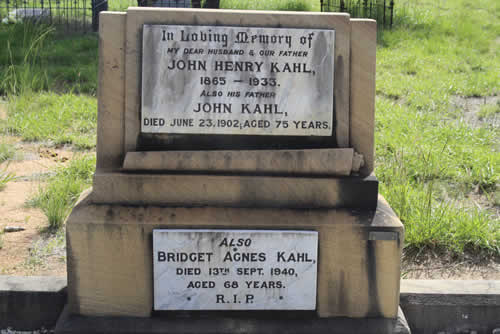 In Loving Memory of
MY DEAR HUSBAND & OUR FATHER
JOHN HENRY KAHL,
1865 — 1933.
ALSO HIS FATHER
JOHN KAHL,
DIED JUNE 23, 1902; AGED 75 YEARS.
ALSO
BRIDGET AGNES KAHL,
DIED 13TH SEPT. 1940,
AGED 68 YEARS.
R.I.P.